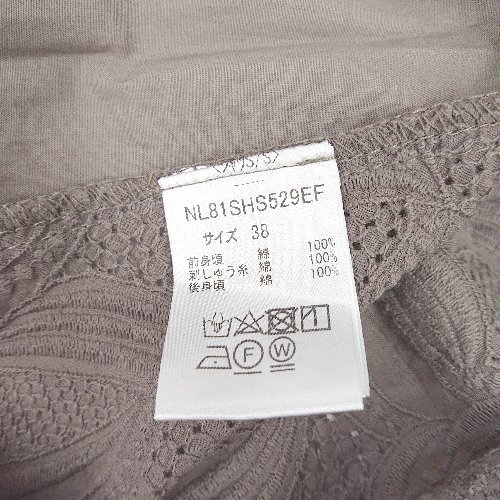 NL81SHS529EF
サイズ 38
前身頃 綿 100%
刺しゅう糸 綿 100%
後身頃 綿 100%
F W